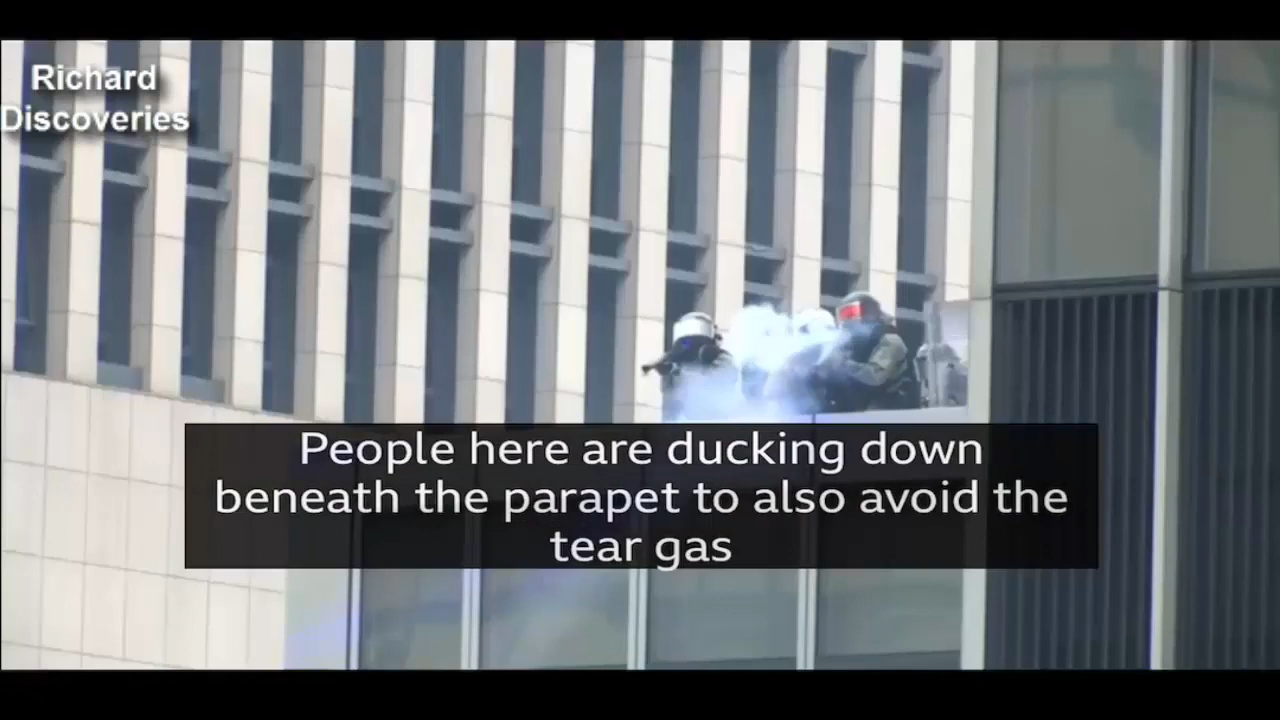 Richard
Discoveries
People here are ducking down
beneath the parapet to also avoid the
tear gas